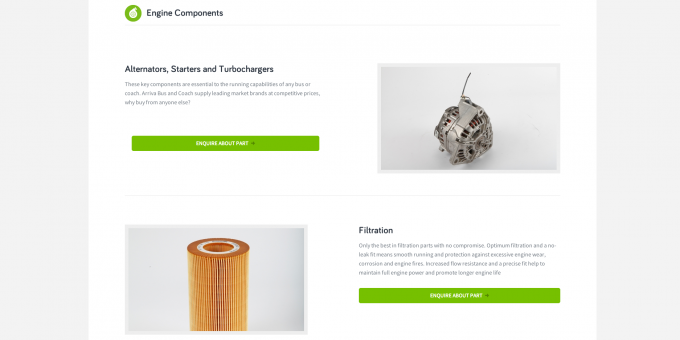 Engine Components
Alternators, Starters and Turbochargers
These key components are essential to the running capabilities of any bus or
coach. Arriva Bus and Coach supply leading market brands at competitive prices,
why buy from anyone else?
ENQUIRE ABOUT PART
Filtration
Only the best in filtration parts with no compromise. Optimum filtration and a no-
leak fit means smooth running and protection against excessive engine wear,
corrosion and engine fires. Increased flow resistance and a precise fit help to
maintain full engine power and promote longer engine life
ENQUIRE ABOUT PART